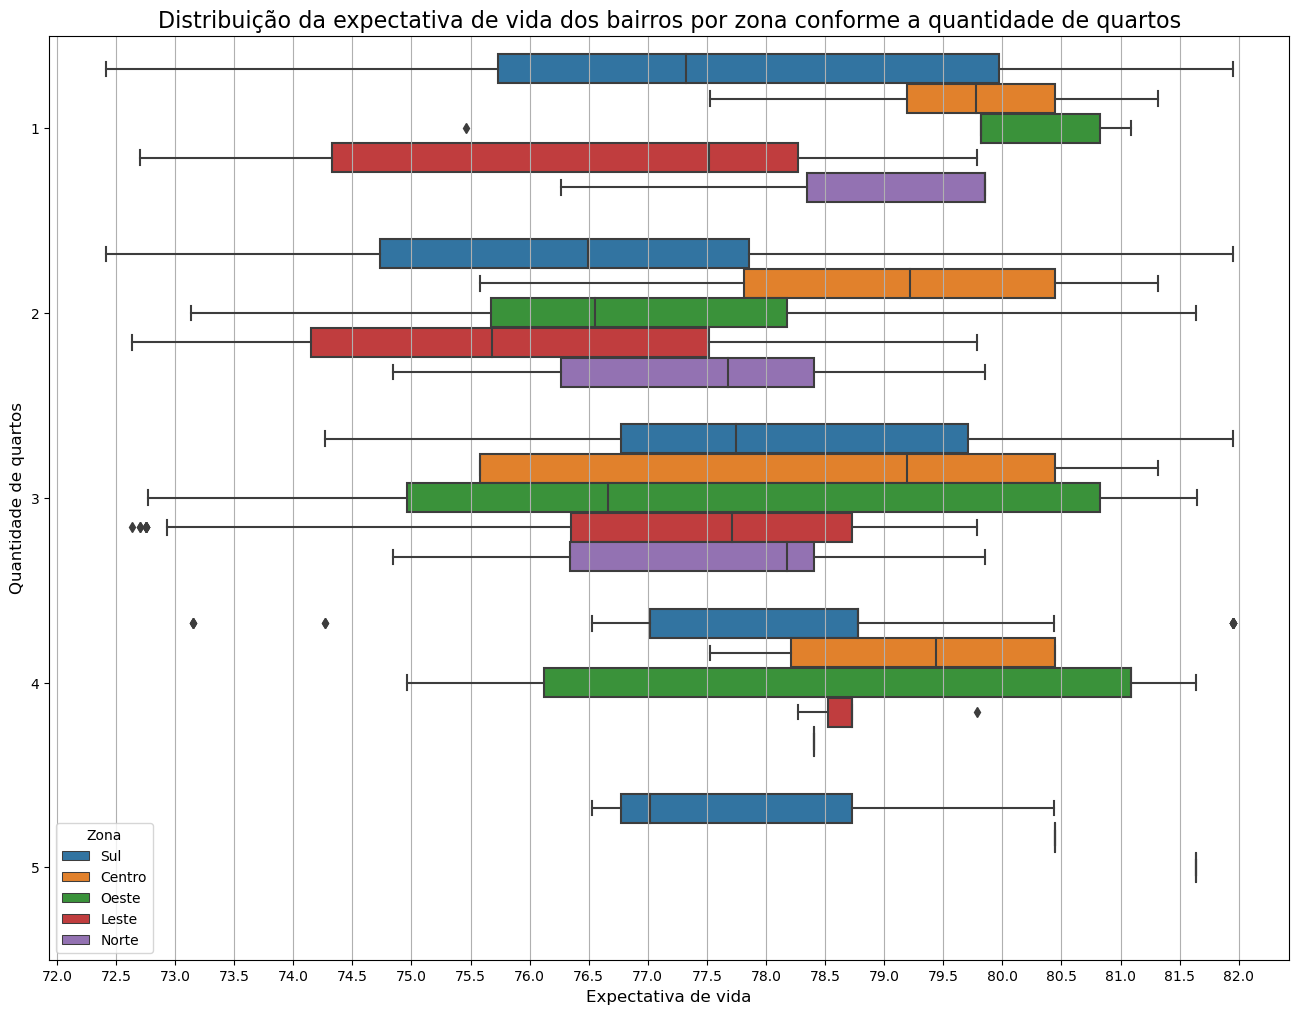 Distribuição da expectativa de vida dos bairros por zona conforme a quantidade de quartos
Quantidade de quartos
1
2
3
4
5
Zona
Sul
Centro
Oeste
Leste
Norte
72.0 72.5 73.0 73.5 74.0 74.5 75.0 75.5 76.0 76.5 77.0 77.5 78.0 78.5 79.0 79.5 80.0 80.5 81.0 81.5 82.0
Expectativa de vida